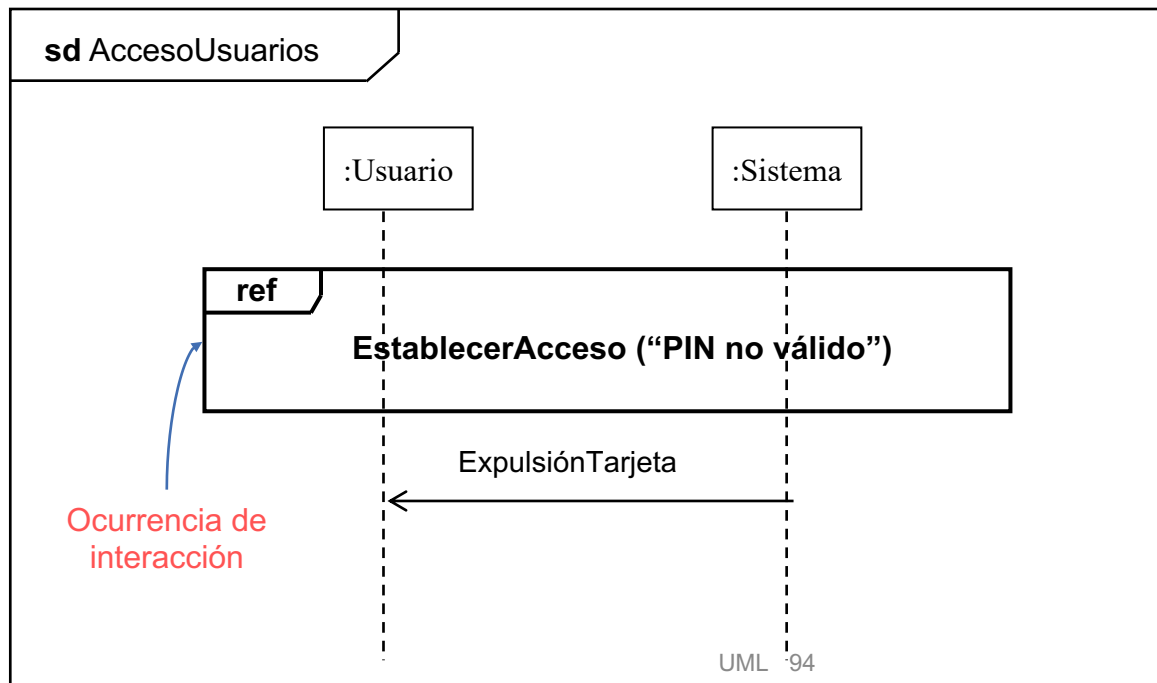 sd AccesoUsuarios
:Usuario
:Sistema
ref
EstablecerAcceso (“PIN no válido”)
ExpulsiónTarjeta
Ocurrencia de
interacción
UML 94